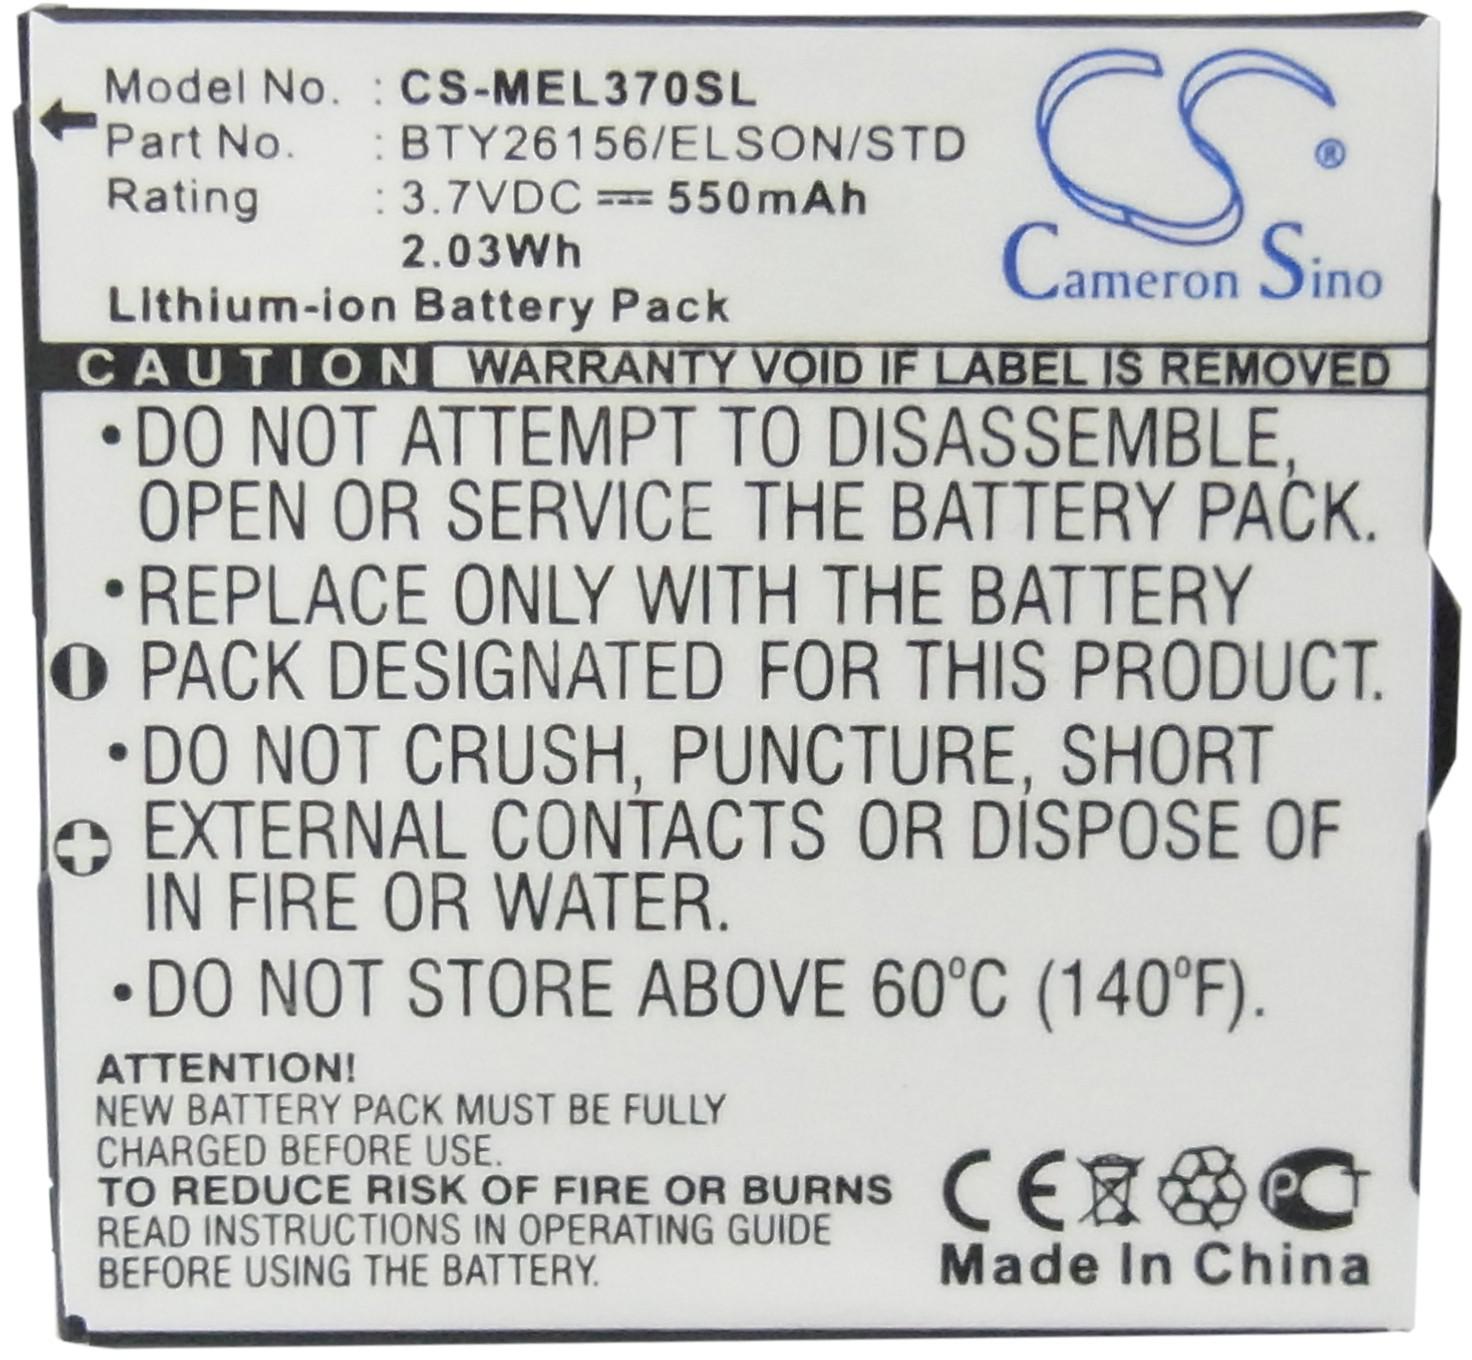 Model No. : CS-MEL370SL
Part No. : BTY26156/ELSON/STD
Rating : 3.7VDC ⎓ 550mAh
2.03Wh
Lithium-ion Battery Pack
CS ®
Cameron Sino
CAUTION WARRANTY VOID IF LABEL IS REMOVED
•DO NOT ATTEMPT TO DISASSEMBLE,
OPEN OR SERVICE THE BATTERY PACK.
•REPLACE ONLY WITH THE BATTERY
PACK DESIGNATED FOR THIS PRODUCT.
•DO NOT CRUSH, PUNCTURE, SHORT
EXTERNAL CONTACTS OR DISPOSE OF
IN FIRE OR WATER.
•DO NOT STORE ABOVE 60°C (140°F).
ATTENTION!
NEW BATTERY PACK MUST BE FULLY
CHARGED BEFORE USE.
TO REDUCE RISK OF FIRE OR BURNS
READ INSTRUCTIONS IN OPERATING GUIDE
BEFORE USING THE BATTERY.
CE PCT
Made In China